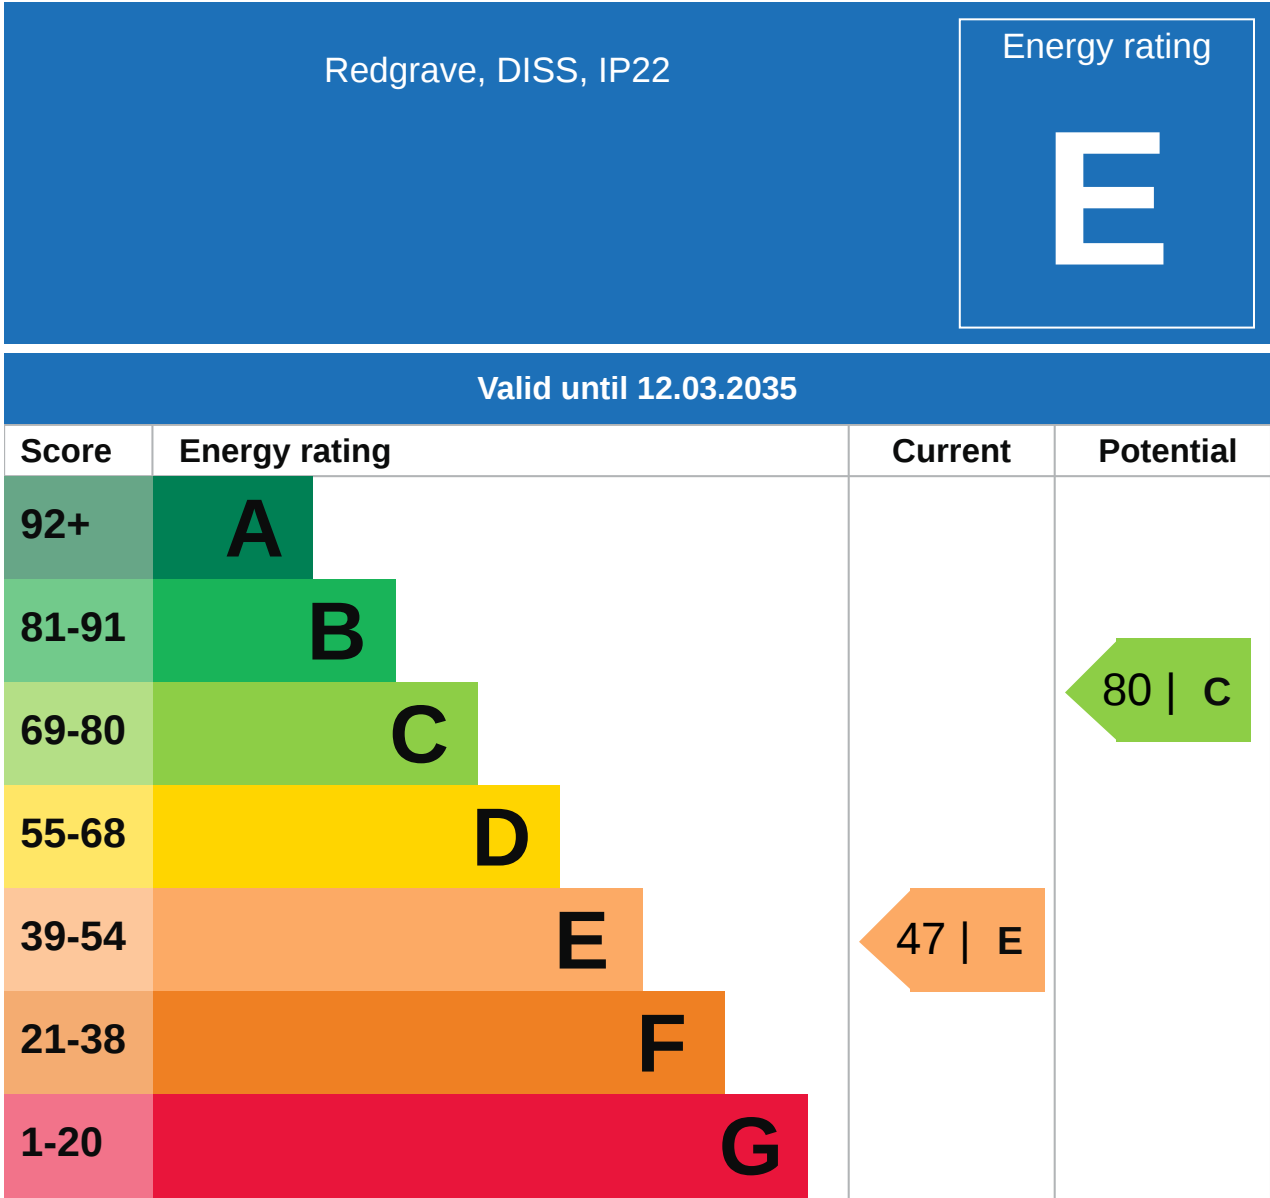 Redgrave, DISS, IP22
Energy rating
E
Valid until 12.03.2035
Score Energy rating Current Potential
92+ A
81-91 B
80 | C
69-80 C
55-68 D
39-54 E 47 | E
21-38 F
1-20 G